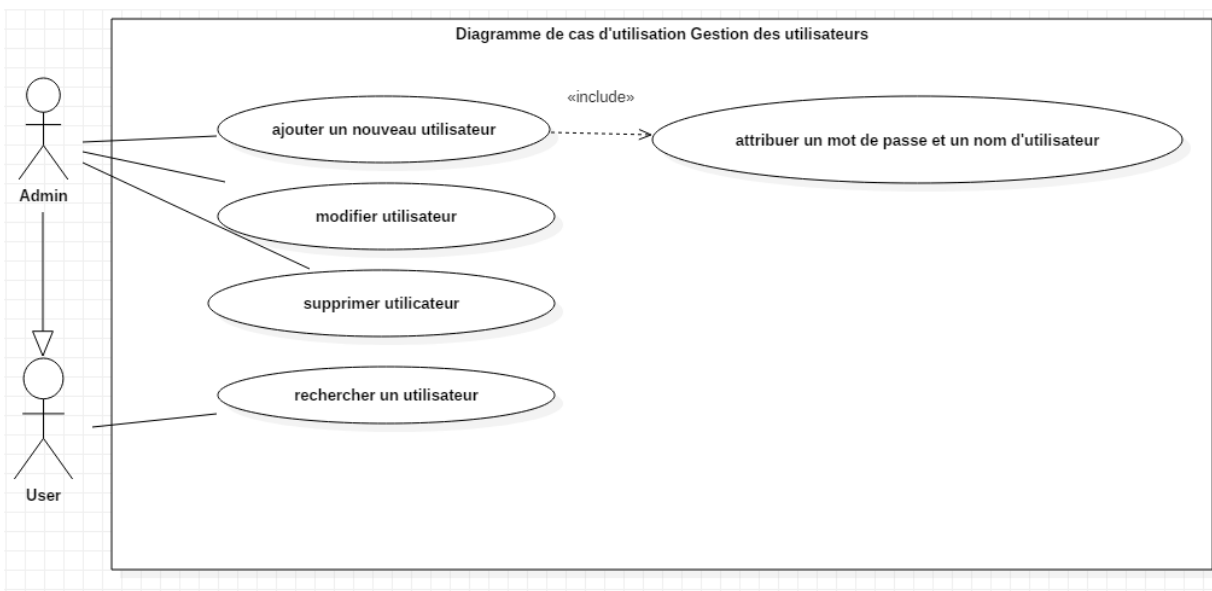 Diagramme de cas d'utilisation Gestion des utilisateurs
«include»
ajouter un nouveau utilisateur
attribuer un mot de passe et un nom d'utilisateur
Admin
modifier utilisateur
supprimer utilicateur
rechercher un utilisateur
User